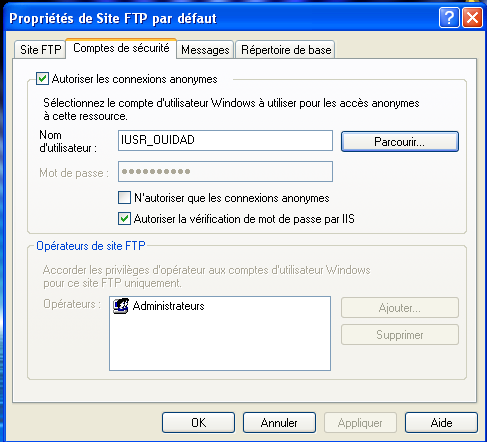 Propriétés de Site FTP par défaut
Site FTP
Comptes de sécurité
Messages
Répertoire de base
Autoriser les connexions anonymes
Sélectionnez le compte d'utilisateur Windows à utiliser pour les accès anonymes
à cette ressource.
Nom
d'utilisateur :
IUSR_OUIDAD
Parcourir...
Mot de passe :
N'autoriser que les connexions anonymes
Autoriser la vérification de mot de passe par IIS
Opérateurs de site FTP
Accorder les privilèges d'opérateur aux comptes d'utilisateur Windows
pour ce site FTP uniquement.
Opérateurs :
Administrateurs
Ajouter...
Supprimer
OK
Annuler
Appliquer
Aide